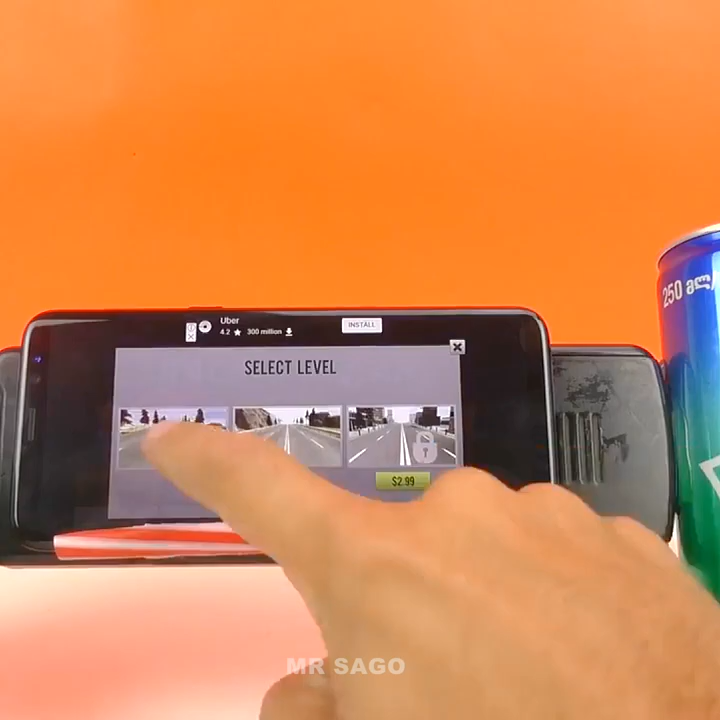 Uber
4.2 ★ 300 million
INSTALL
SELECT LEVEL
$2.99
250 მლ/
MR SAGO